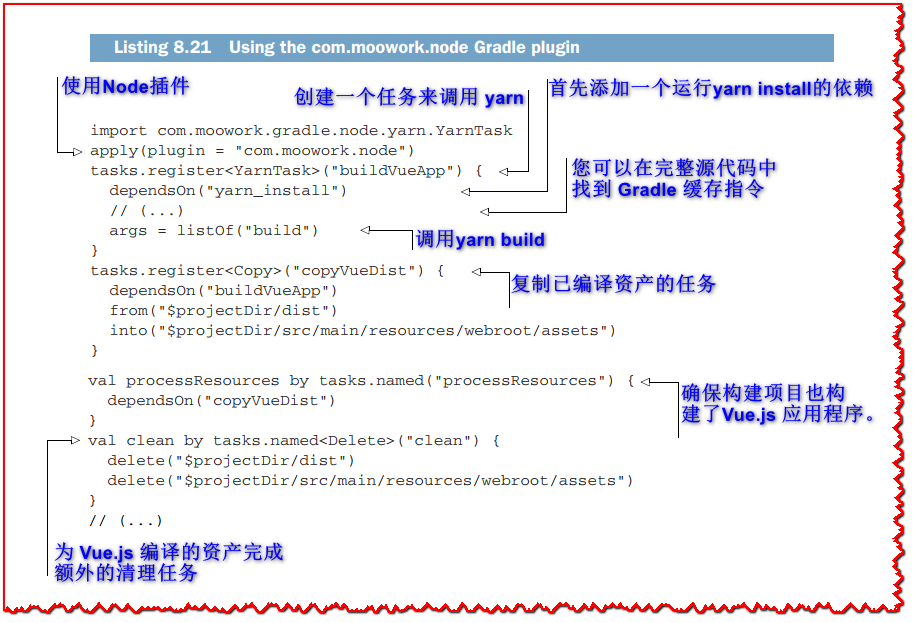 Listing 8.21 Using the com.moowork.node Gradle plugin
使用Node插件
创建一个任务来调用 yarn
首先添加一个运行yarn install的依赖
import com.moowork.gradle.node.yarn.YarnTask
apply(plugin = "com.moowork.node")
tasks.register<YarnTask>("buildVueApp") {
您可以在完整源代码中
找到 Gradle 缓存指令
dependsOn("yarn_install")
// (...)
args = listOf("build")
调用yarn build
}
tasks.register<Copy>("copyVueDist") {
复制已编译资产的任务
dependsOn("buildVueApp")
from("$projectDir/dist")
into("$projectDir/src/main/resources/webroot/assets")
}
val processResources by tasks.named("processResources") {
确保构建项目也构
建了Vue.js 应用程序。
dependsOn("copyVueDist")
}
val clean by tasks.named<Delete>("clean") {
delete("$projectDir/dist")
delete("$projectDir/src/main/resources/webroot/assets")
}
// (...)
为 Vue.js 编译的资产完成
额外的清理任务